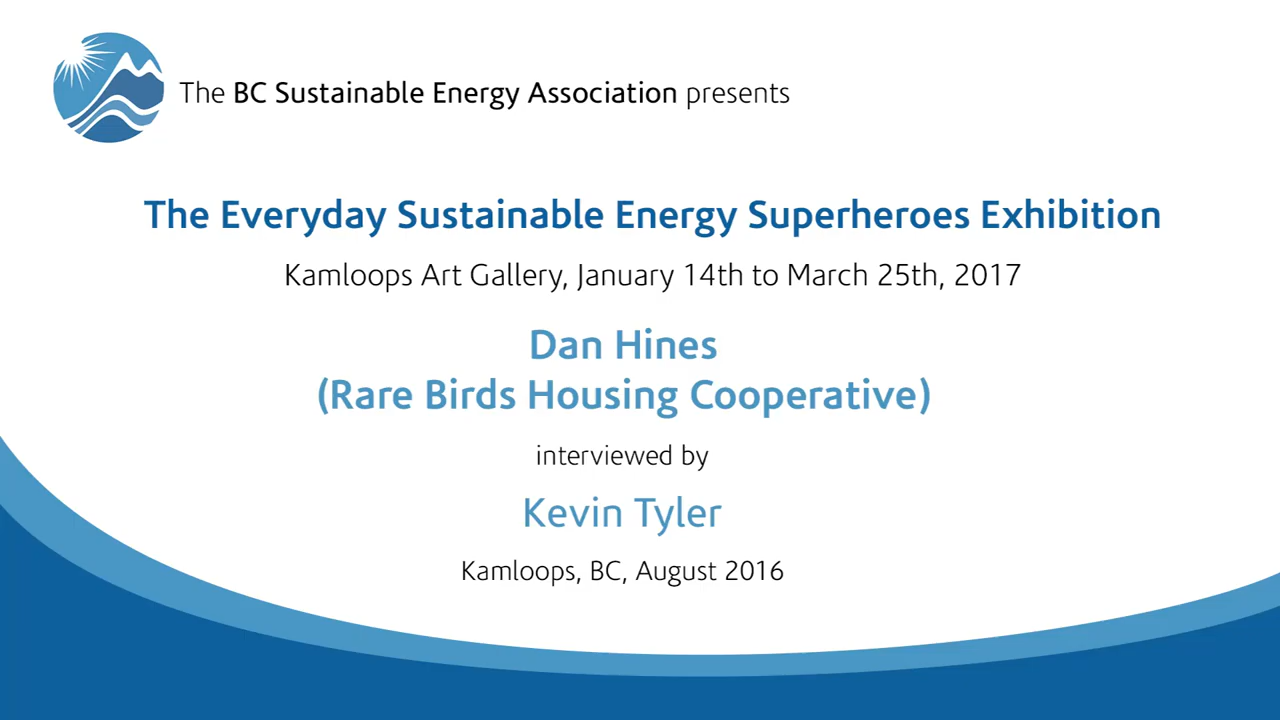 The BC Sustainable Energy Association presents
The Everyday Sustainable Energy Superheroes Exhibition
Kamloops Art Gallery, January 14th to March 25th, 2017
Dan Hines
(Rare Birds Housing Cooperative)
interviewed by
Kevin Tyler
Kamloops, BC, August 2016